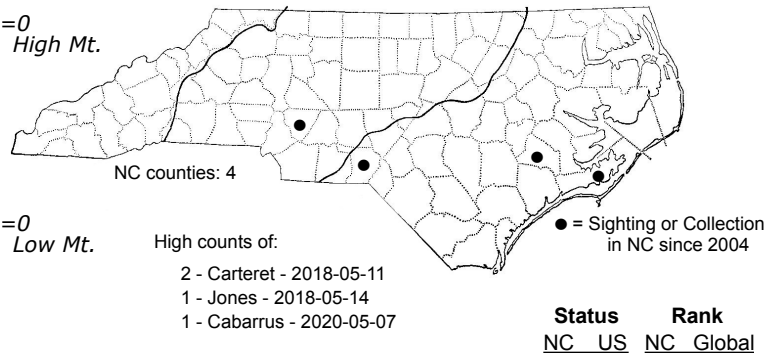 =0
High Mt.
NC counties: 4
=0
Low Mt.
High counts of:
2 - Carteret - 2018-05-11
1 - Jones - 2018-05-14
1 - Cabarrus - 2020-05-07
● = Sighting or Collection
in NC since 2004
Status Rank
NC US NC Global